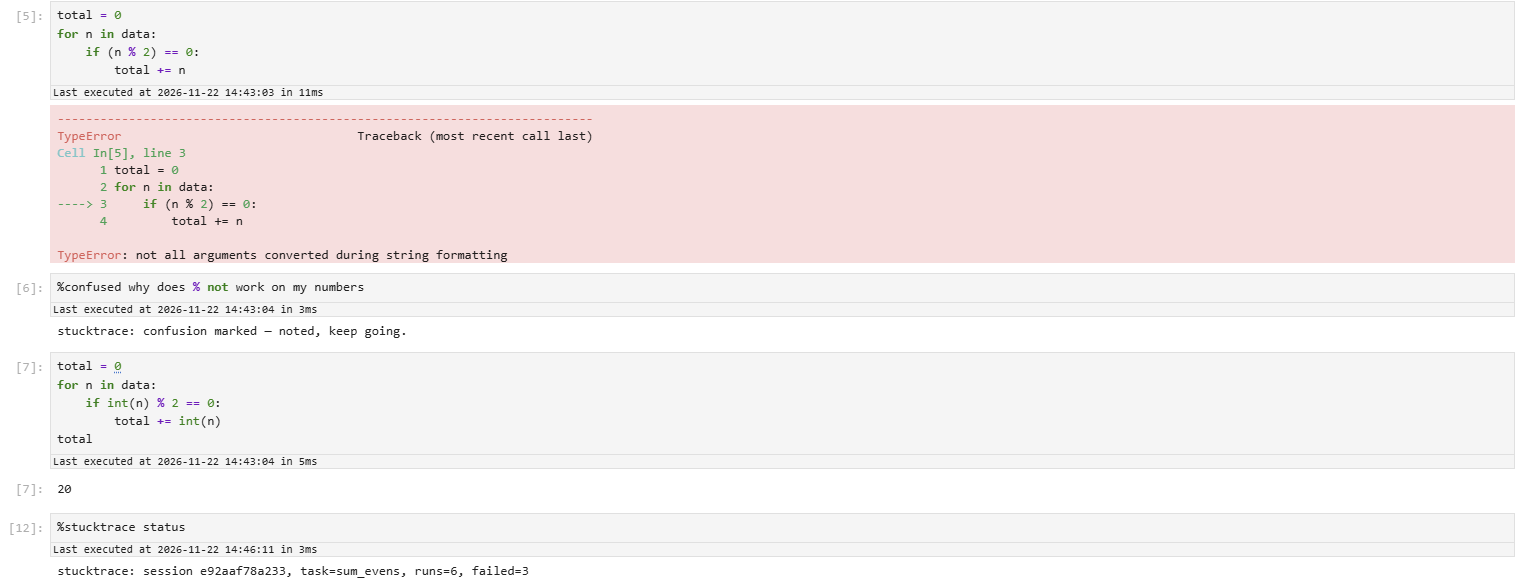 [5]: total = 0
for n in data:
    if (n % 2) == 0:
        total += n
Last executed at 2026-11-22 14:43:03 in 11ms
---------------------------------------------------------------------------
TypeError                                 Traceback (most recent call last)
Cell In[5], line 3
      1 total = 0
      2 for n in data:
----> 3     if (n % 2) == 0:
      4         total += n
TypeError: not all arguments converted during string formatting
[6]: %confused why does % not work on my numbers
Last executed at 2026-11-22 14:43:04 in 3ms
stucktrace: confusion marked — noted, keep going.
[7]: total = 0
for n in data:
    if int(n) % 2 == 0:
        total += int(n)
total
Last executed at 2026-11-22 14:43:04 in 5ms
[7]: 20
[12]: %stucktrace status
Last executed at 2026-11-22 14:46:11 in 3ms
stucktrace: session e92aaf78a233, task=sum_evens, runs=6, failed=3